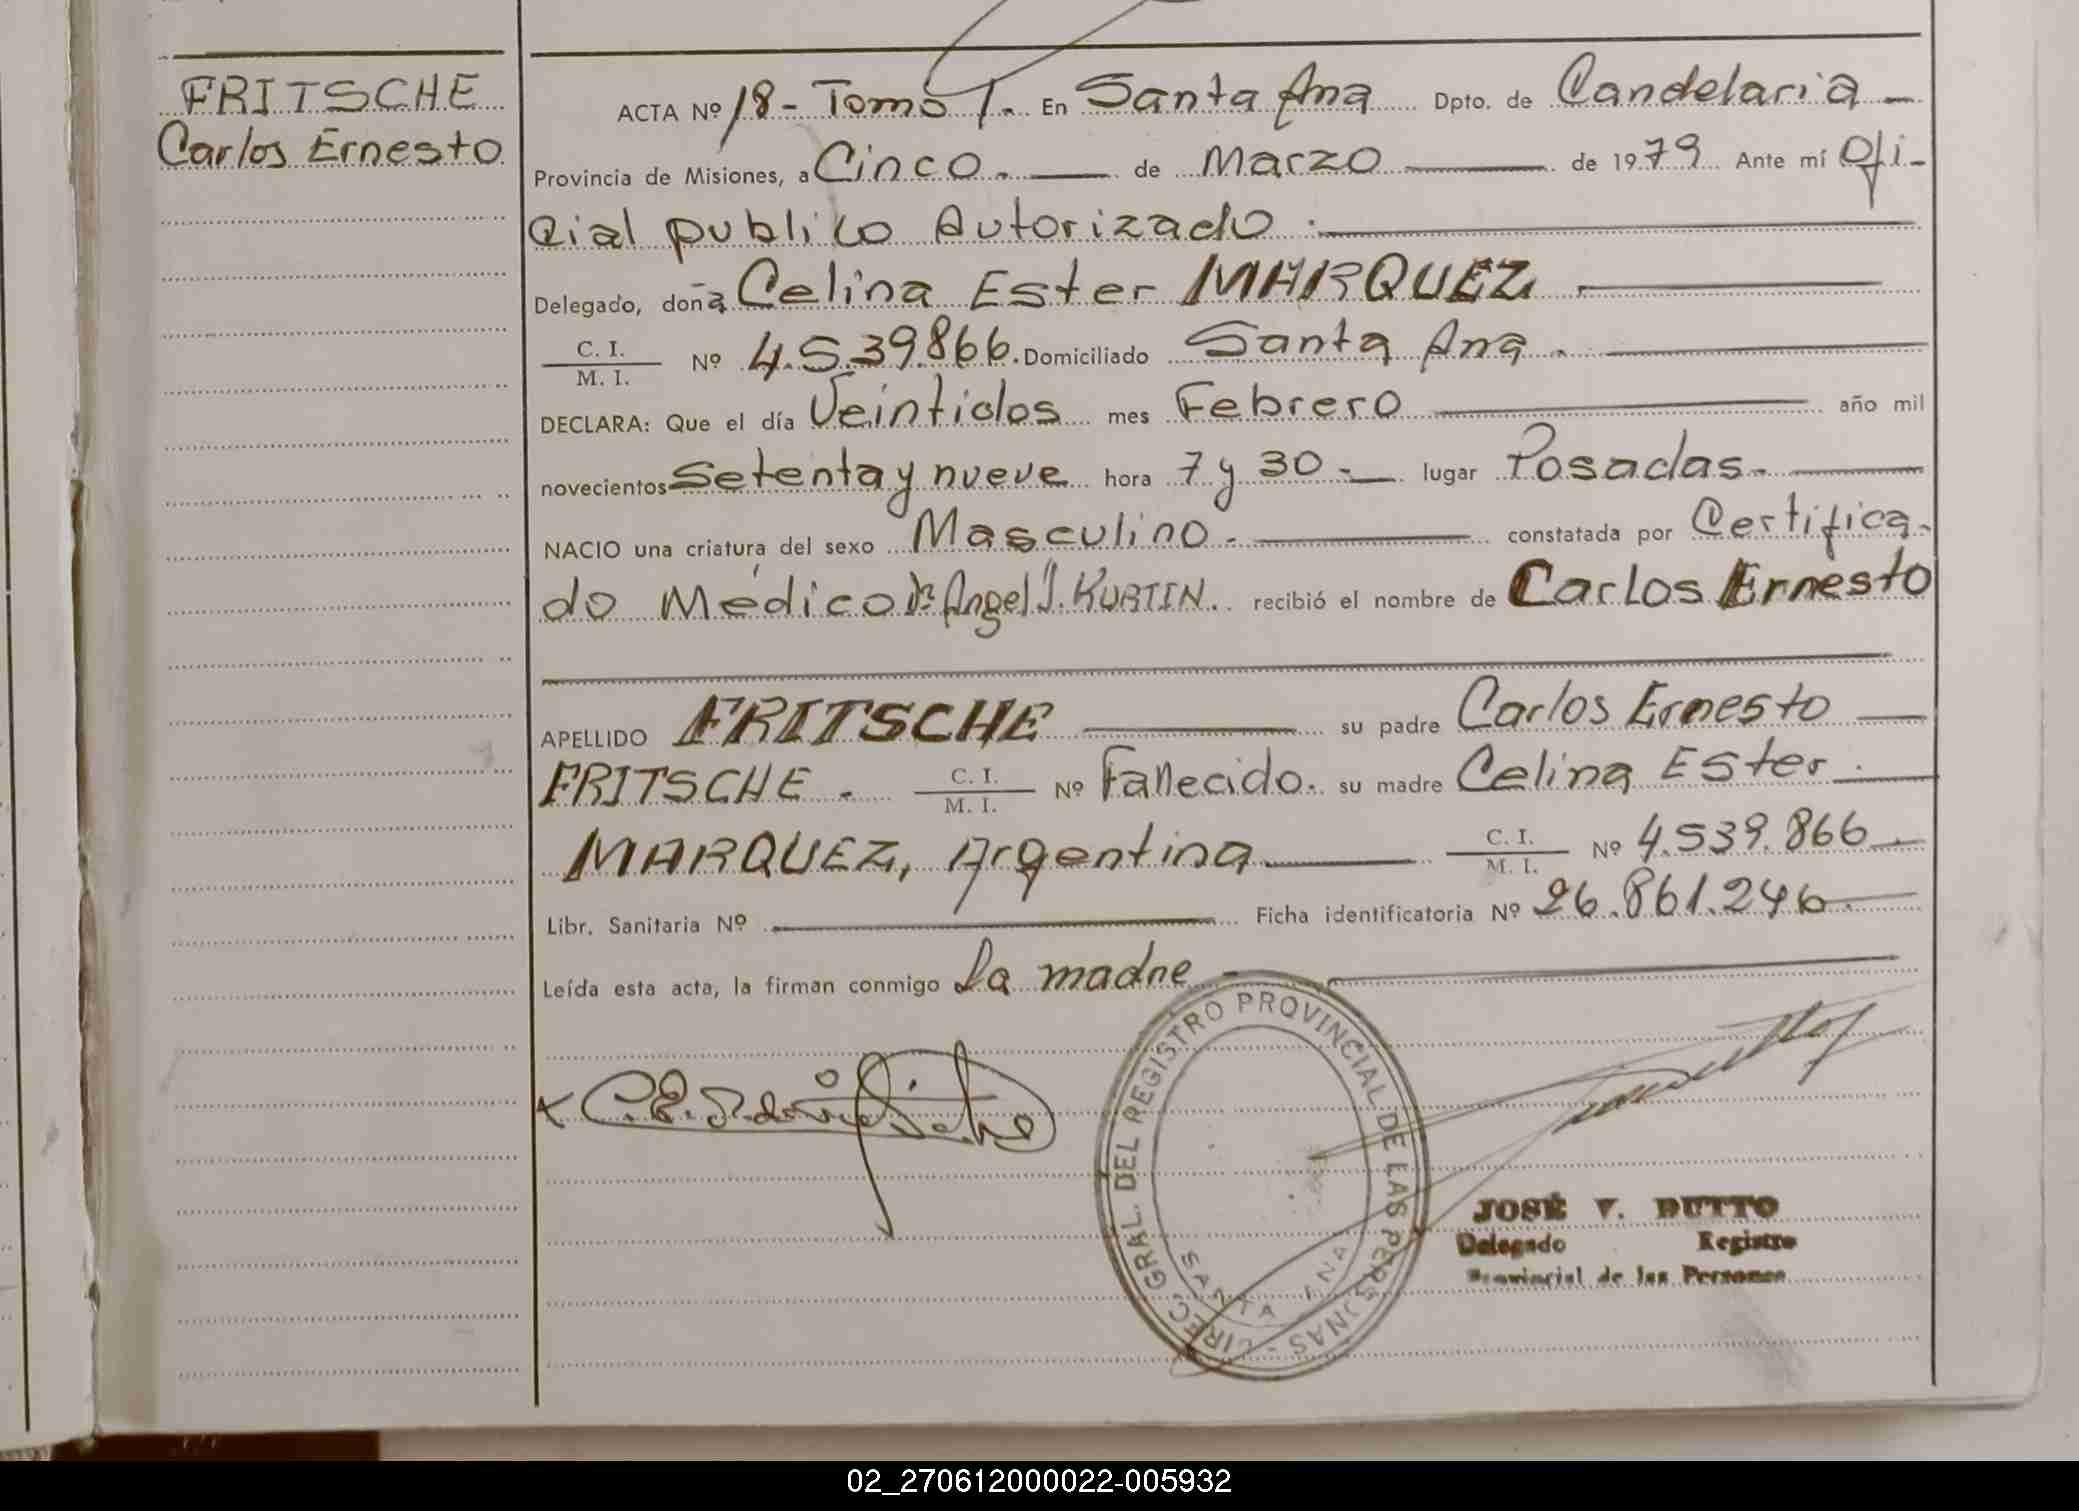 FRITSCHE
Carlos Ernesto
ACTA Nº 18 - Tomo I. - En Santa Ana Dpto. de Candelaria -
Provincia de Misiones, a Cinco. - de Marzo de 1979 Ante mí Ofi-
cial publico Autorizado. -
Delegado, doña Celina Ester MARQUEZ. -
C. I. / M. I. Nº 4.539.866. Domiciliado Santa Ana. -
DECLARA: Que el día Veintidos mes Febrero año mil
novecientos Setenta y nueve hora 7 y 30 - lugar Posadas. -
NACIO una criatura del sexo Masculino. - constatada por Certifica-
do Médico Dr. Angel J. KURTIN. recibió el nombre de Carlos Ernesto
APELLIDO FRITSCHE su padre Carlos Ernesto -
FRITSCHE. - C. I. / M. I. Nº Fallecido. su madre Celina Ester. -
MARQUEZ, Argentina C. I. / M. I. Nº 4.539.866 -
Libr. Sanitaria Nº Ficha identificatoria Nº 26.861.246. -
Leída esta acta, la firman conmigo La madre -
DIREC. GRAL. DEL REGISTRO PROVINCIAL DE LAS PERSONAS -
SANTA ANA
JOSÉ V. DUTTO
Delegado Registro
Provincial de las Personas
02_270612000022-005932